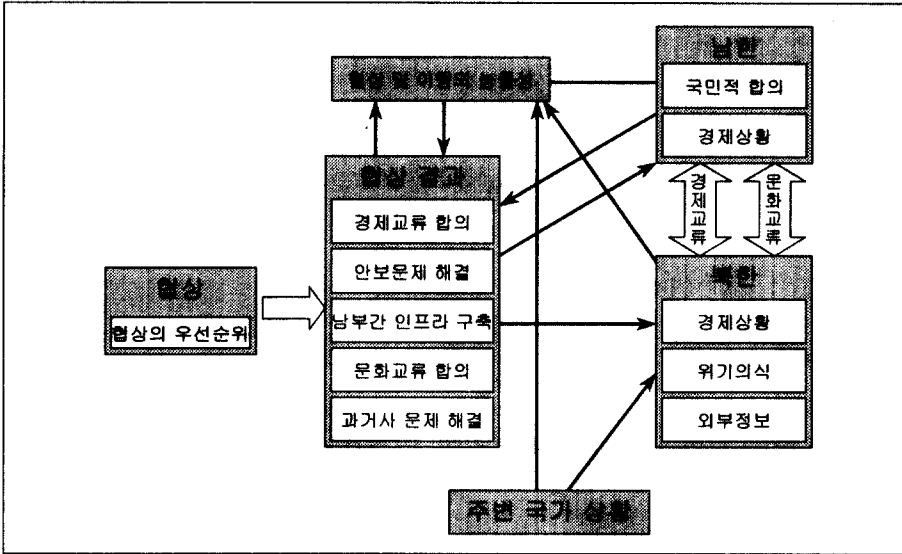 남한
국민적 합의
경제상황
협상 및 이행의 효율성
협상 결과
경제교류 합의
안보문제 해결
남부간 인프라 구축
문화교류 합의
과거사 문제 해결
경제교류
문화교류
협상
협상의 우선순위
북한
경제상황
위기의식
외부정보
주변 국가 상황